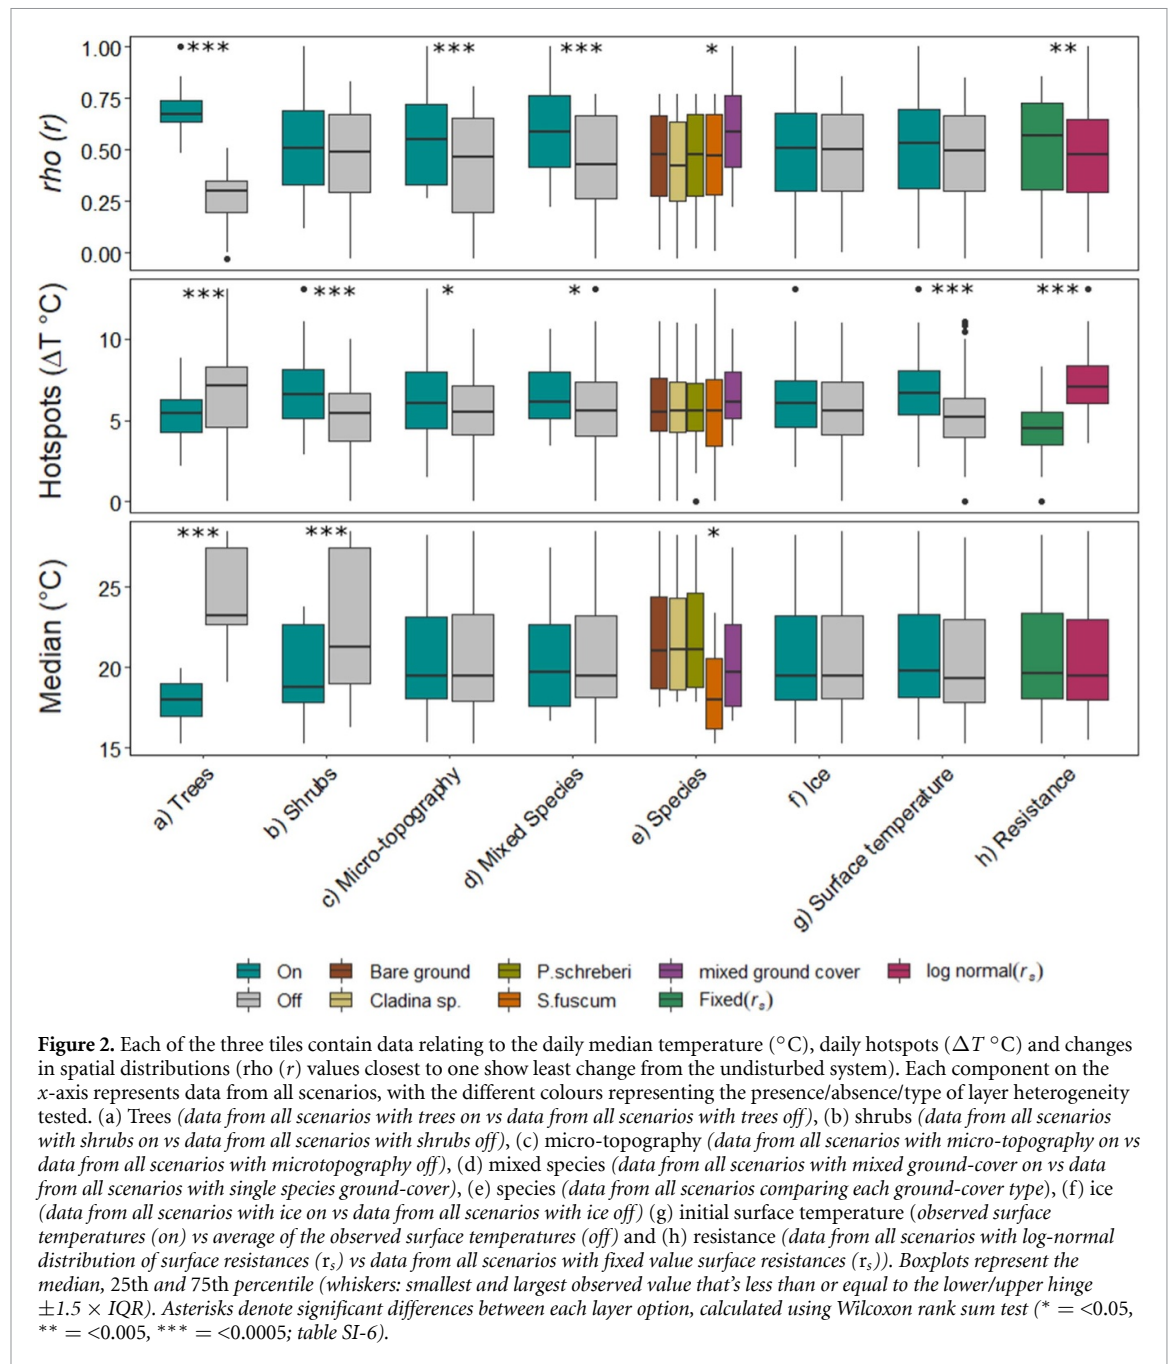 1.00
0.75
0.50
0.25
0.00
rho (r)
*** *** *** * **
10
5
0
Hotspots (ΔT °C)
*** *** * * *** ***
25
20
15
Median (°C)
*** *** *
a) Trees
b) Shrubs
c) Micro-topography
d) Mixed Species
e) Species
f) Ice
g) Surface temperature
h) Resistance
On Bare ground P.schreberi mixed ground cover log normal(rₛ)
Off Cladina sp. S.fuscum Fixed(rₛ)
Figure 2. Each of the three tiles contain data relating to the daily median temperature (°C), daily hotspots (ΔT °C) and changes
in spatial distributions (rho (r) values closest to one show least change from the undisturbed system). Each component on the
x-axis represents data from all scenarios, with the different colours representing the presence/absence/type of layer heterogeneity
tested. (a) Trees (data from all scenarios with trees on vs data from all scenarios with trees off), (b) shrubs (data from all scenarios
with shrubs on vs data from all scenarios with shrubs off), (c) micro-topography (data from all scenarios with micro-topography on vs
data from all scenarios with microtopography off), (d) mixed species (data from all scenarios with mixed ground-cover on vs data
from all scenarios with single species ground-cover), (e) species (data from all scenarios comparing each ground-cover type), (f) ice
(data from all scenarios with ice on vs data from all scenarios with ice off) (g) initial surface temperature (observed surface
temperatures (on) vs average of the observed surface temperatures (off) and (h) resistance (data from all scenarios with log-normal
distribution of surface resistances (rₛ) vs data from all scenarios with fixed value surface resistances (rₛ)). Boxplots represent the
median, 25th and 75th percentile (whiskers: smallest and largest observed value that's less than or equal to the lower/upper hinge
±1.5 × IQR). Asterisks denote significant differences between each layer option, calculated using Wilcoxon rank sum test (* = <0.05,
** = <0.005, *** = <0.0005; table SI-6).